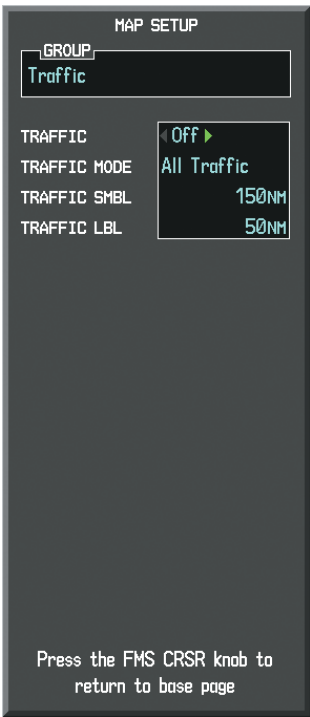 MAP SETUP
GROUP
Traffic
TRAFFIC Off
TRAFFIC MODE All Traffic
TRAFFIC SMBL 150NM
TRAFFIC LBL 50NM
Press the FMS CRSR knob to
return to base page